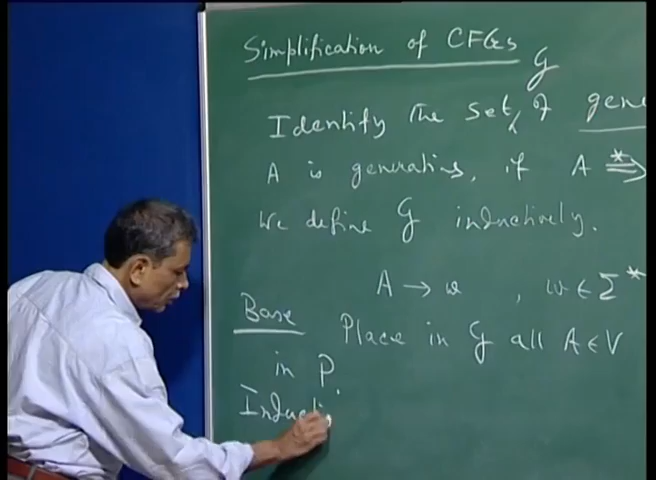 Simplification of CFGs
Identify the set, G of gene
A is generating, if A *⇒
We define G inductively.
A → w , w ∈ Σ*
Base Place in G all A ∈ V
in P
Inducti